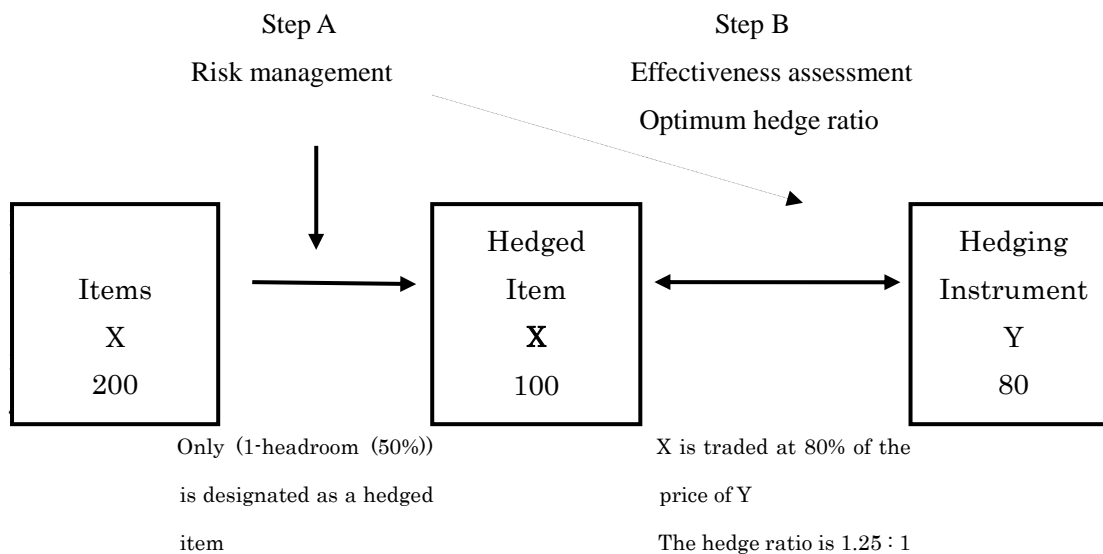 Step A
Risk management
Step B
Effectiveness assessment
Optimum hedge ratio
Items
X
200
Hedged
Item
X
100
Hedging
Instrument
Y
80
Only (1-headroom (50%))
is designated as a hedged
item
X is traded at 80% of the
price of Y
The hedge ratio is 1.25 : 1